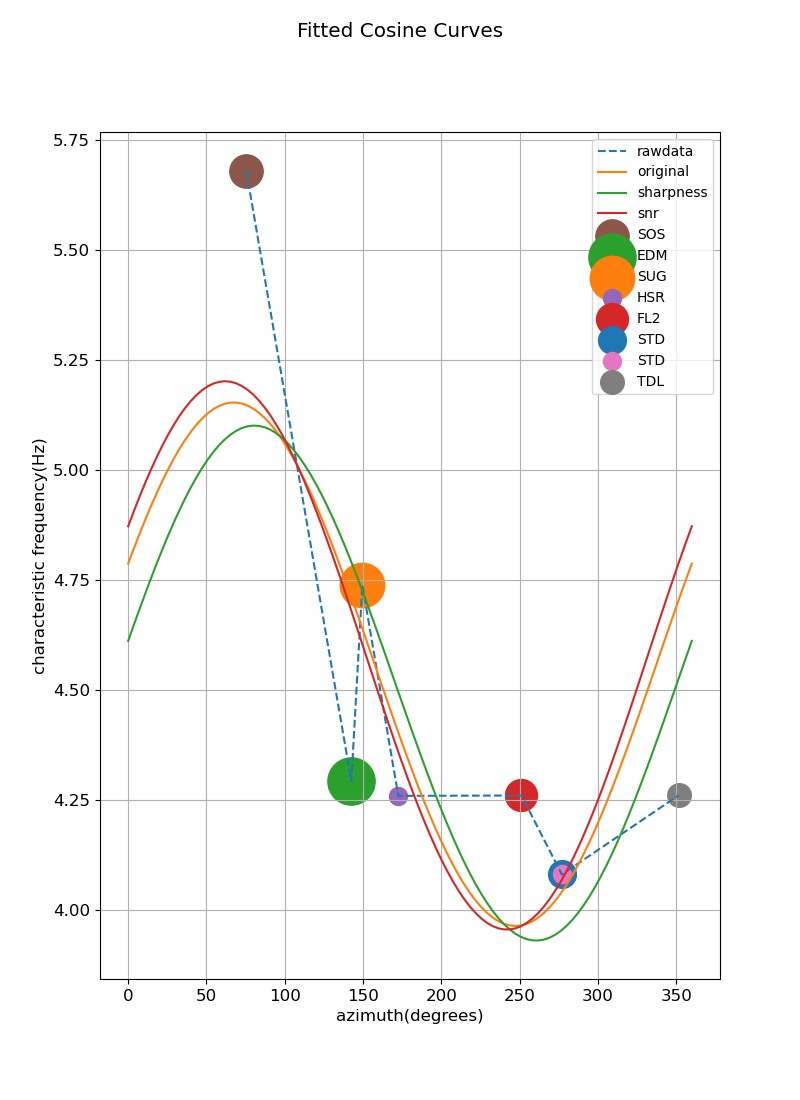 Fitted Cosine Curves
5.75
5.50
5.25
5.00
4.75
4.50
4.25
4.00
characteristic frequency(Hz)
rawdata
original
sharpness
snr
SOS
EDM
SUG
HSR
FL2
STD
STD
TDL
0 50 100 150 200 250 300 350
azimuth(degrees)